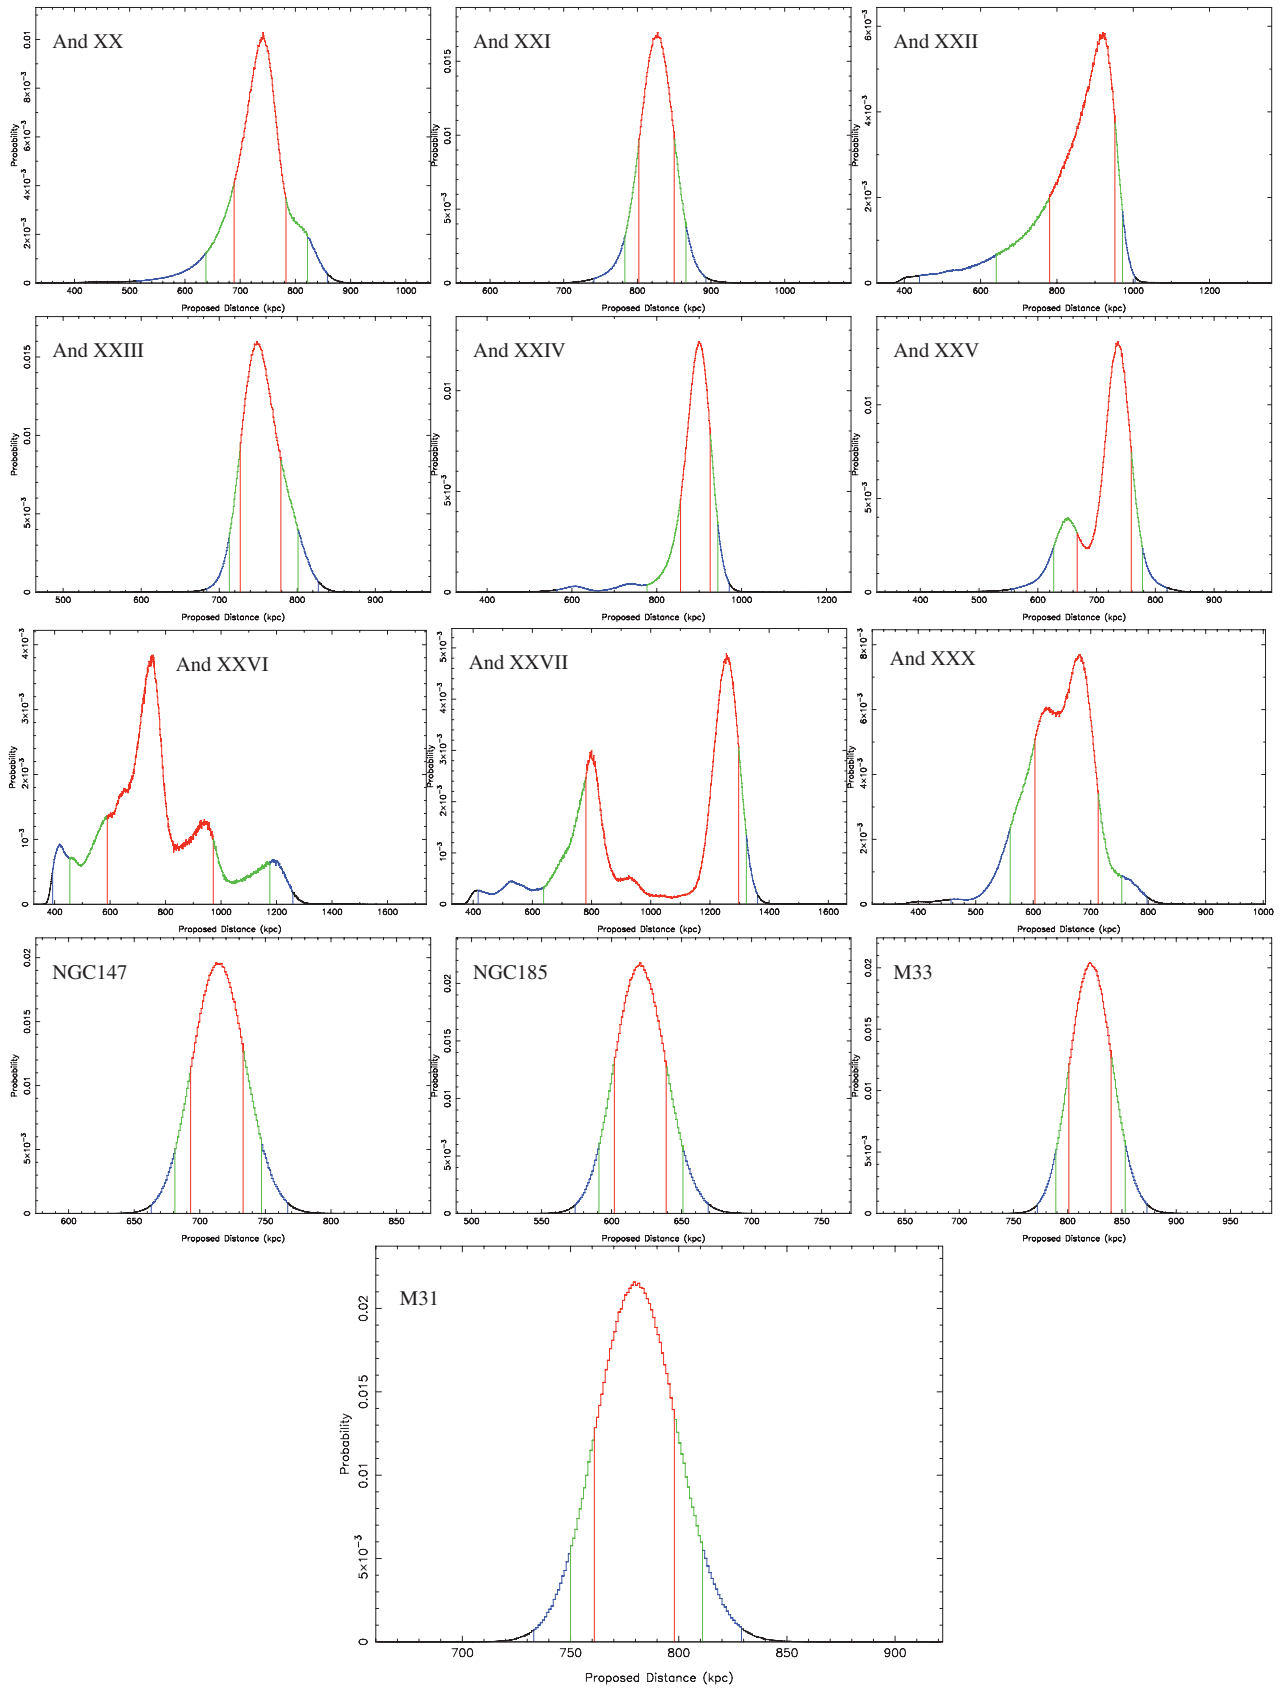 And XX
Probability
0 2×10⁻³ 4×10⁻³ 6×10⁻³ 8×10⁻³ 0.01
400 600 800 1000
Proposed Distance (kpc)
And XXI
Probability
0 5×10⁻³ 0.01 0.015
600 700 800 900 1000
Proposed Distance (kpc)
And XXII
Probability
0 2×10⁻³ 4×10⁻³ 6×10⁻³
400 600 800 1000 1200
Proposed Distance (kpc)
And XXIII
Probability
0 5×10⁻³ 0.01 0.015
500 600 700 800 900
Proposed Distance (kpc)
And XXIV
Probability
0 5×10⁻³ 0.01
400 600 800 1000 1200
Proposed Distance (kpc)
And XXV
Probability
0 5×10⁻³ 0.01
400 500 600 700 800 900
Proposed Distance (kpc)
And XXVI
Probability
0 10⁻³ 2×10⁻³ 3×10⁻³ 4×10⁻³
400 600 800 1000 1200 1400 1600
Proposed Distance (kpc)
And XXVII
Probability
0 10⁻³ 2×10⁻³ 3×10⁻³ 4×10⁻³ 5×10⁻³
400 600 800 1000 1200 1400 1600
Proposed Distance (kpc)
And XXX
Probability
0 2×10⁻³ 4×10⁻³ 6×10⁻³ 8×10⁻³
400 500 600 700 800 900 1000
Proposed Distance (kpc)
NGC147
Probability
0 5×10⁻³ 0.01 0.015 0.02
600 650 700 750 800 850
Proposed Distance (kpc)
NGC185
Probability
0 5×10⁻³ 0.01 0.015 0.02
500 550 600 650 700 750
Proposed Distance (kpc)
M33
Probability
0 5×10⁻³ 0.01 0.015 0.02
650 700 750 800 850 900 950
Proposed Distance (kpc)
M31
Probability
0 5×10⁻³ 0.01 0.015 0.02
700 750 800 850 900
Proposed Distance (kpc)